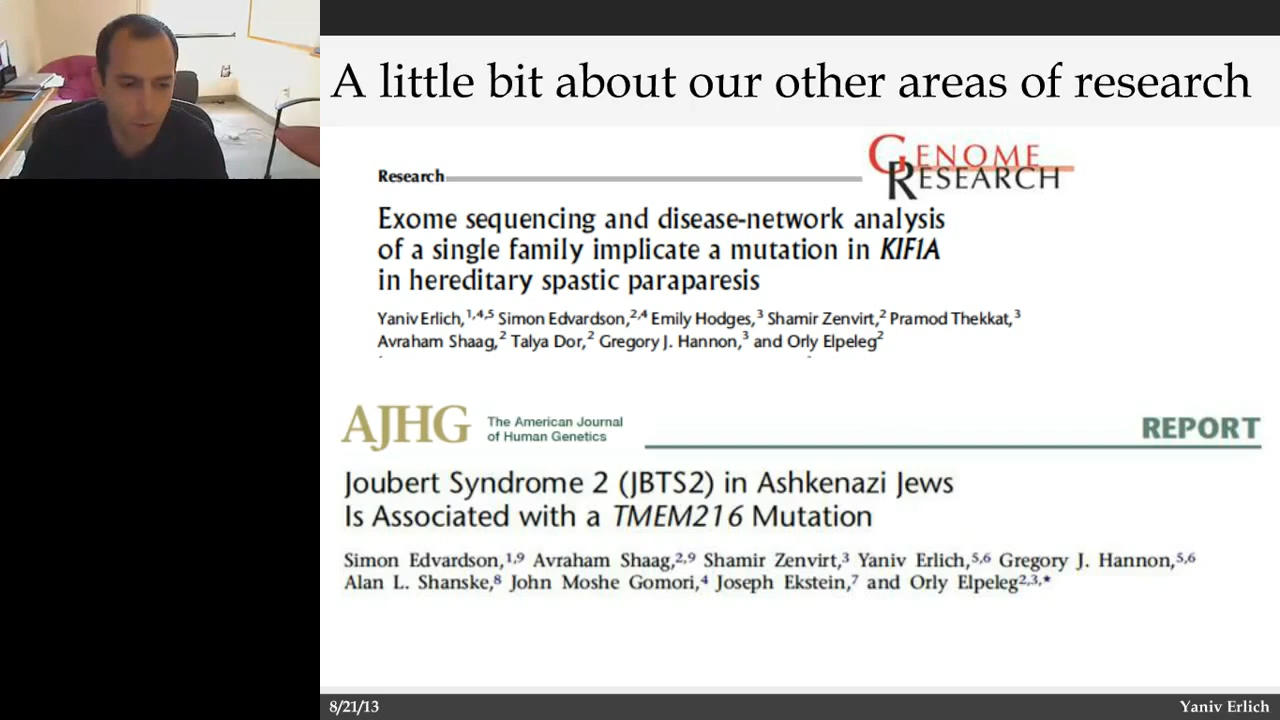 A little bit about our other areas of research
GENOME
RESEARCH
Research
Exome sequencing and disease-network analysis
of a single family implicate a mutation in KIF1A
in hereditary spastic paraparesis
Yaniv Erlich,1,4,5 Simon Edvardson,2,4 Emily Hodges,3 Shamir Zenvirt,2 Pramod Thekkat,3
Avraham Shaag,2 Talya Dor,2 Gregory J. Hannon,3 and Orly Elpeleg2
AJHG The American Journal
of Human Genetics
REPORT
Joubert Syndrome 2 (JBTS2) in Ashkenazi Jews
Is Associated with a TMEM216 Mutation
Simon Edvardson,1,9 Avraham Shaag,2,9 Shamir Zenvirt,3 Yaniv Erlich,5,6 Gregory J. Hannon,5,6
Alan L. Shanske,8 John Moshe Gomori,4 Joseph Ekstein,7 and Orly Elpeleg2,3,*
8/21/13 Yaniv Erlich